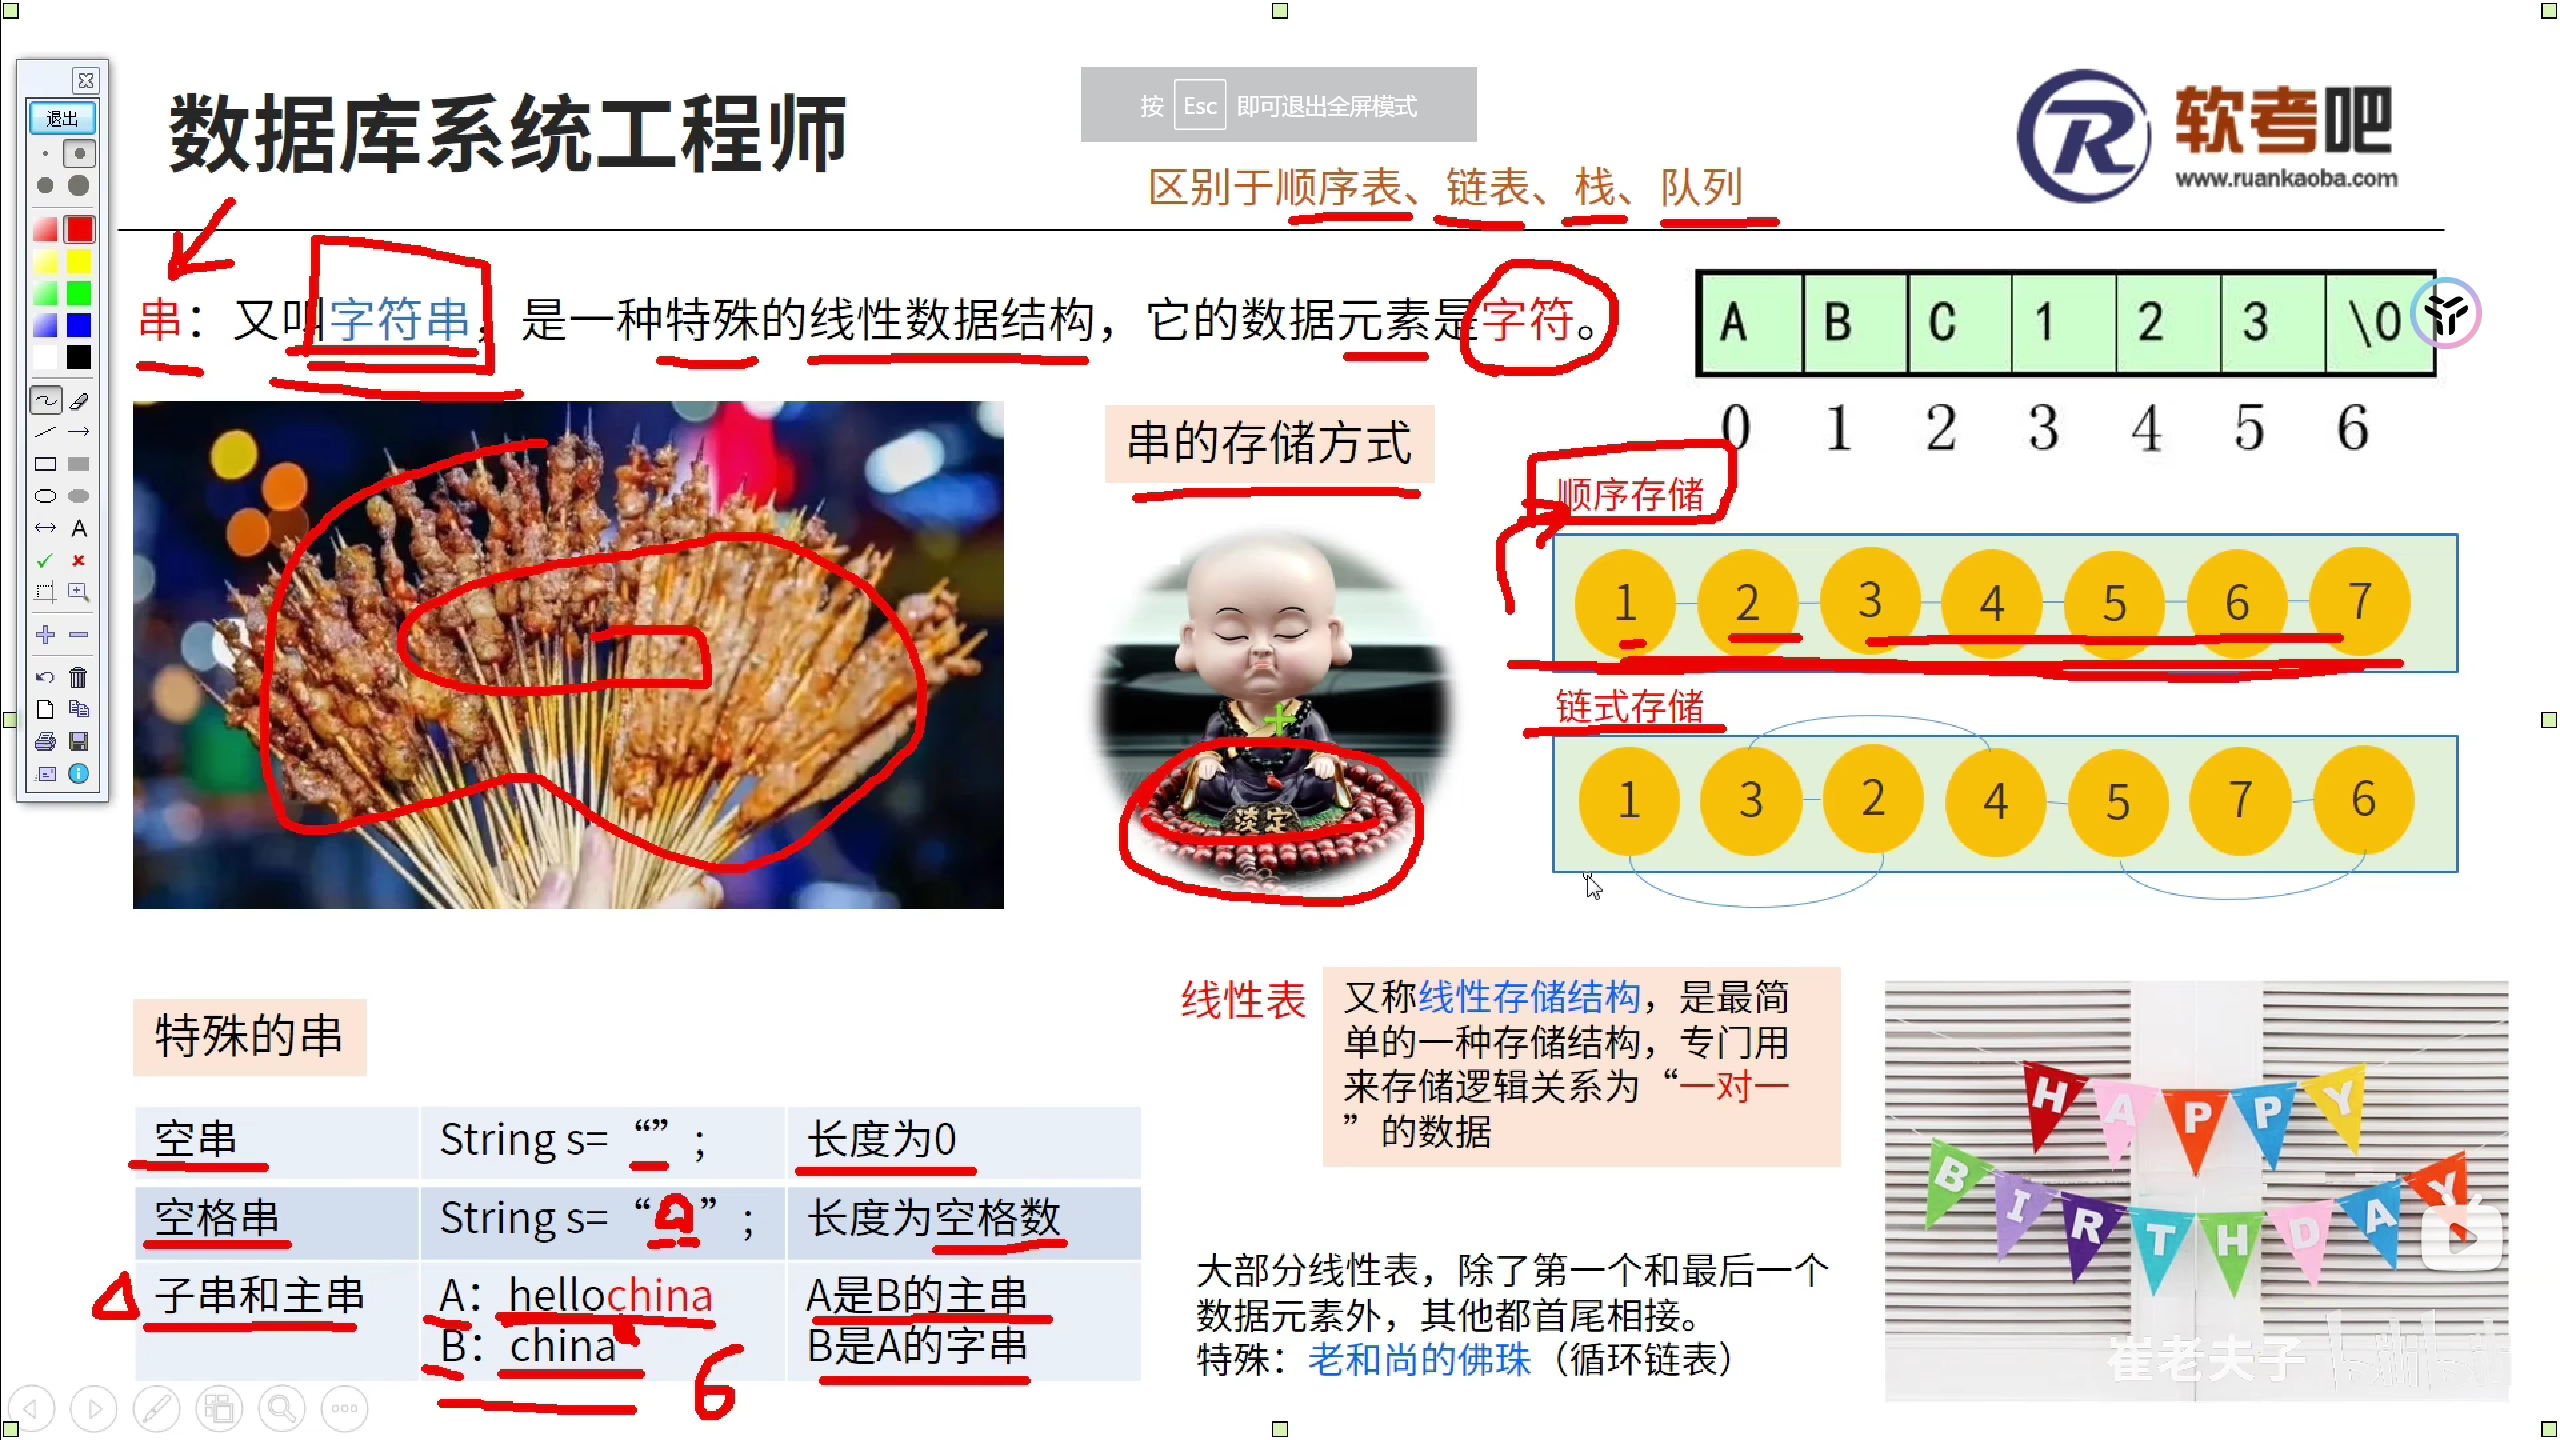 按 Esc 即可退出全屏模式
退出
数据库系统工程师
软考吧
www.ruankaoba.com
区别于顺序表、链表、栈、队列
串：又叫字符串，是一种特殊的线性数据结构，它的数据元素是字符。
A B C 1 2 3 \0
0 1 2 3 4 5 6
串的存储方式
顺序存储
1 2 3 4 5 6 7
链式存储
1 3 2 4 5 7 6
淡定
特殊的串
空串 String s= “” ； 长度为0
空格串 String s= “ ” ； 长度为空格数
子串和主串 A：hellochina A是B的主串
B：china B是A的字串
6
线性表
又称线性存储结构，是最简
单的一种存储结构，专门用
来存储逻辑关系为“一对一
”的数据
大部分线性表，除了第一个和最后一个
数据元素外，其他都首尾相接。
特殊：老和尚的佛珠（循环链表）
HAPPY
BIRTHDAY
崔老夫子